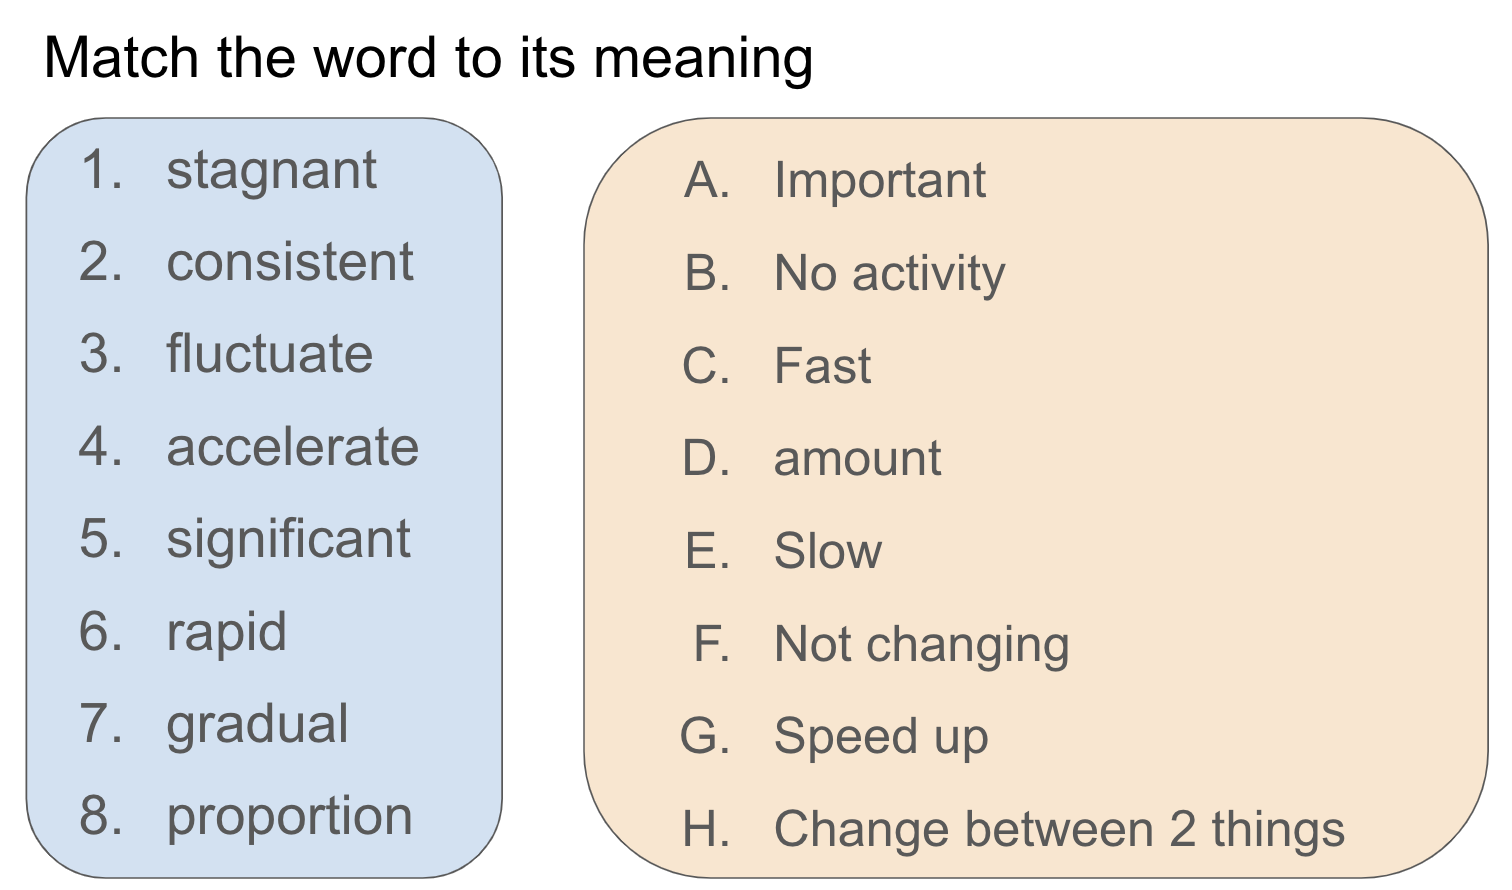 Match the word to its meaning
1. stagnant
2. consistent
3. fluctuate
4. accelerate
5. significant
6. rapid
7. gradual
8. proportion
A. Important
B. No activity
C. Fast
D. amount
E. Slow
F. Not changing
G. Speed up
H. Change between 2 things